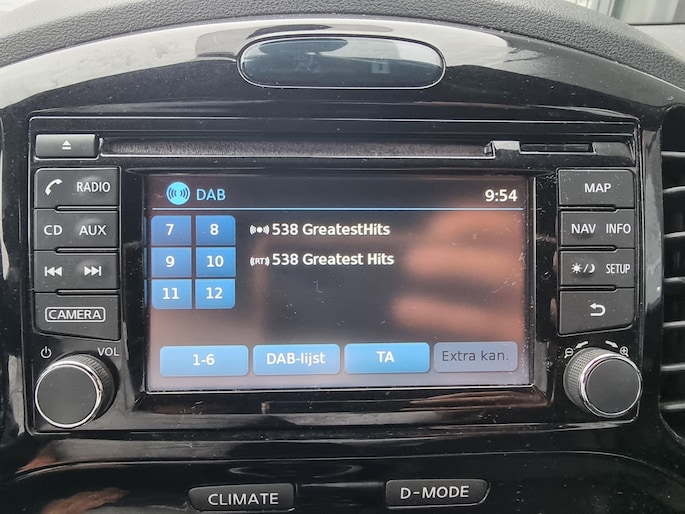 DAB 9:54
RADIO
MAP
CD AUX
NAV INFO
SETUP
CAMERA
7 8
538 GreatestHits
9 10
RT 538 Greatest Hits
11 12
1-6 DAB-lijst TA Extra kan.
VOL
CLIMATE
D-MODE